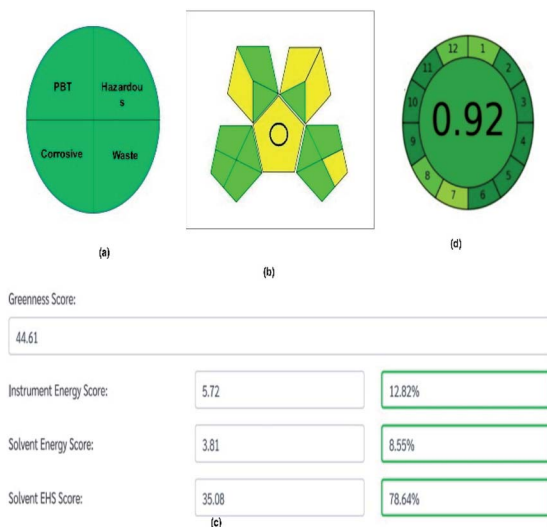 PBT
Hazardou
s
Corrosive
Waste
(a)
(b)
12
1
11
2
10
3
0.92
9
4
8
5
7
6
(d)
Greenness Score:
44.61
Instrument Energy Score:
5.72
12.82%
Solvent Energy Score:
3.81
8.55%
Solvent EHS Score:
35.08
78.64%
(c)